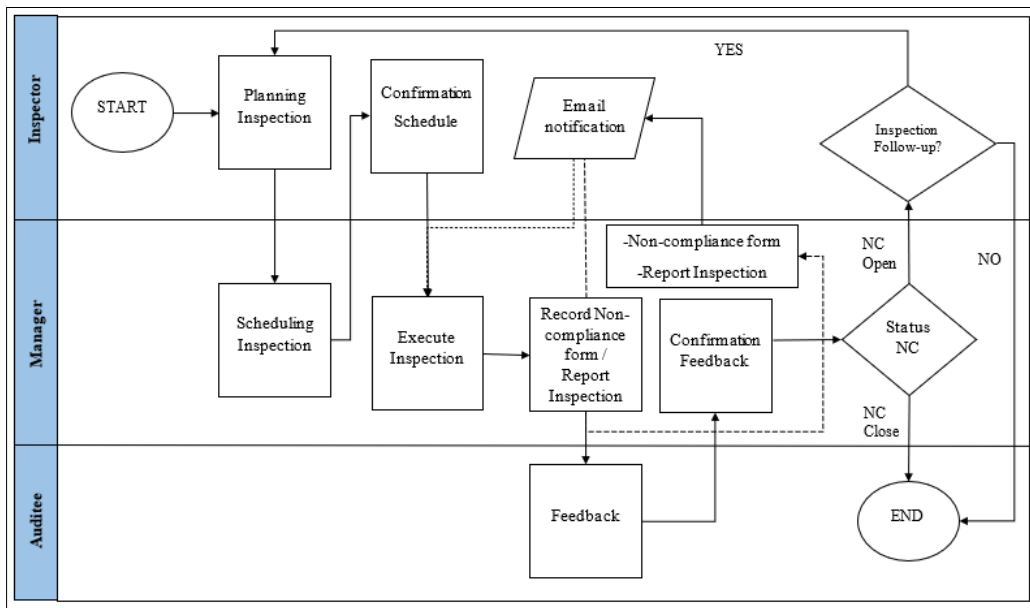 Inspector
START
Planning
Inspection
Confirmation
Schedule
Email
notification
YES
Inspection
Follow-up?
Manager
Scheduling
Inspection
Execute
Inspection
Record Non-
compliance
form /
Report
Inspection
-Non-compliance form
-Report Inspection
Confirmation
Feedback
NC
Open
NO
Status
NC
NC
Close
Auditee
Feedback
END